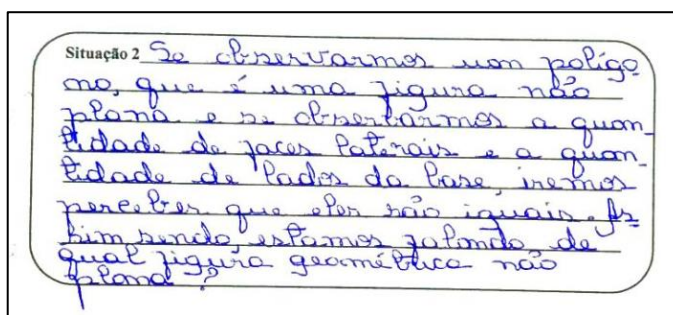 Situação 2 Se observarmos um polígo
no, que é uma figura não
plana e se observarmos a quan_
tidade de faces laterais e a quan_
tidade de lados da base, iremos
perceber que eles são iguais. As
sim sendo, estamos falando de
qual figura geométrica não
plana?